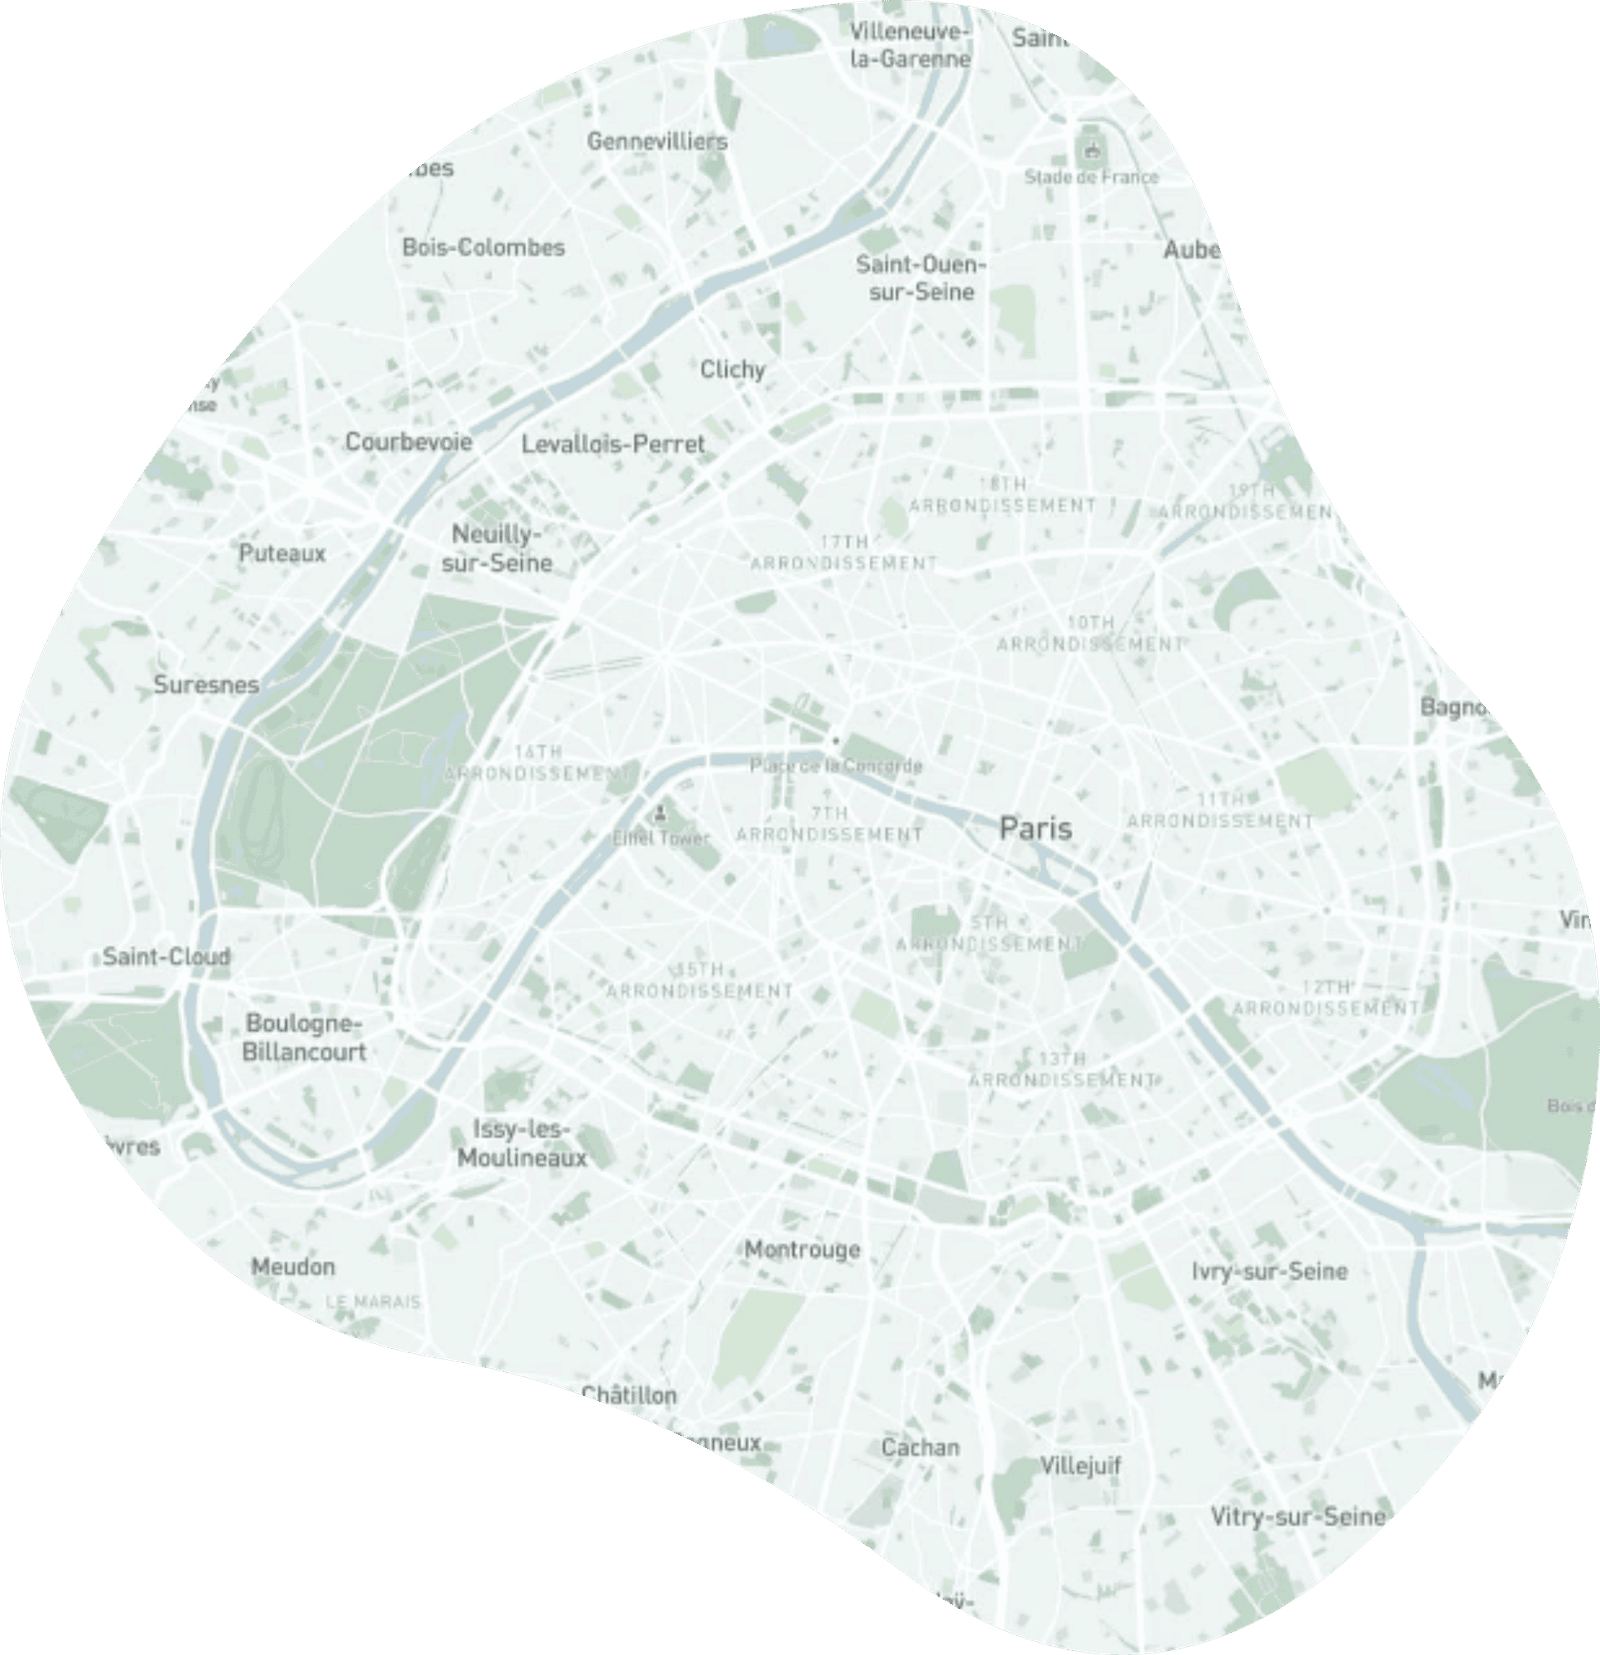 Villeneuve-
la-Garenne
Saint
Gennevilliers
Stade de France
bes
Bois-Colombes
Aube
Saint-Ouen-
sur-Seine
Clichy
Courbevoie
Levallois-Perret
18TH
ARRONDISSEMENT
19TH
ARRONDISSEMEN
Neuilly-
sur-Seine
Puteaux
17TH
ARRONDISSEMENT
10TH
ARRONDISSEMENT
Suresnes
Bagno
16TH
ARRONDISSEMENT
Place de la Concorde
Eiffel Tower
7TH
ARRONDISSEMENT
Paris
11TH
ARRONDISSEMENT
Vin
5TH
ARRONDISSEMENT
Saint-Cloud
15TH
ARRONDISSEMENT
12TH
ARRONDISSEMENT
Boulogne-
Billancourt
13TH
ARRONDISSEMENT
Bois d
Issy-les-
Moulineaux
vres
Montrouge
Meudon
Ivry-sur-Seine
LE MARAIS
Châtillon
gneux
Cachan
Villejuif
Vitry-sur-Seine